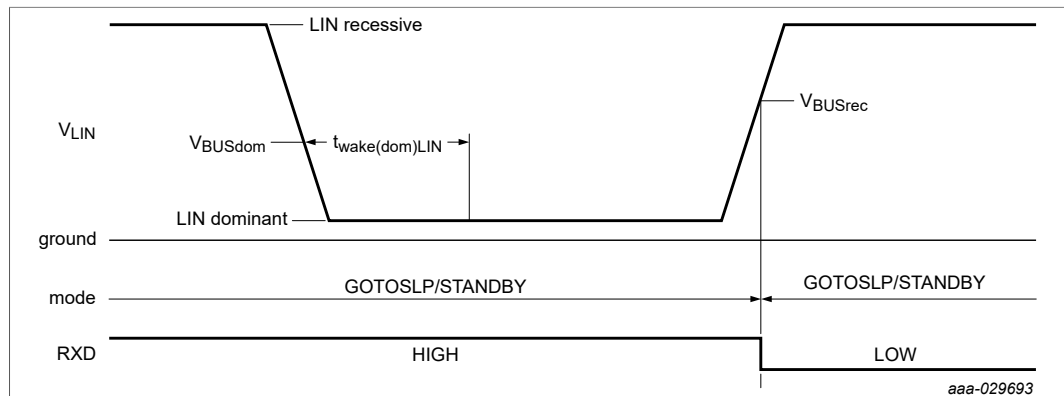 LIN recessive
VBUSrec
VLIN
VBUSdom
twake(dom)LIN
LIN dominant
ground
mode
GOTOSLP/STANDBY
GOTOSLP/STANDBY
RXD
HIGH
LOW
aaa-029693